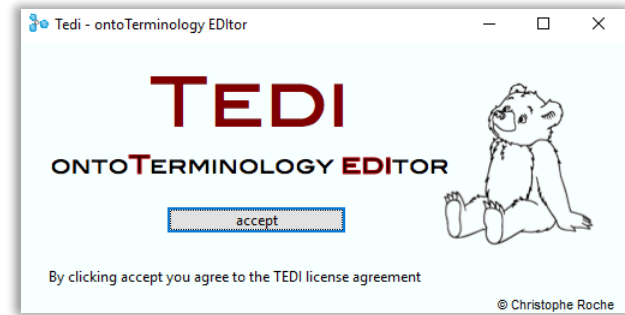 Tedi - ontoTerminology EDItor
TEDI
ONTOTERMINOLOGY EDITOR
accept
By clicking accept you agree to the TEDI license agreement
© Christophe Roche